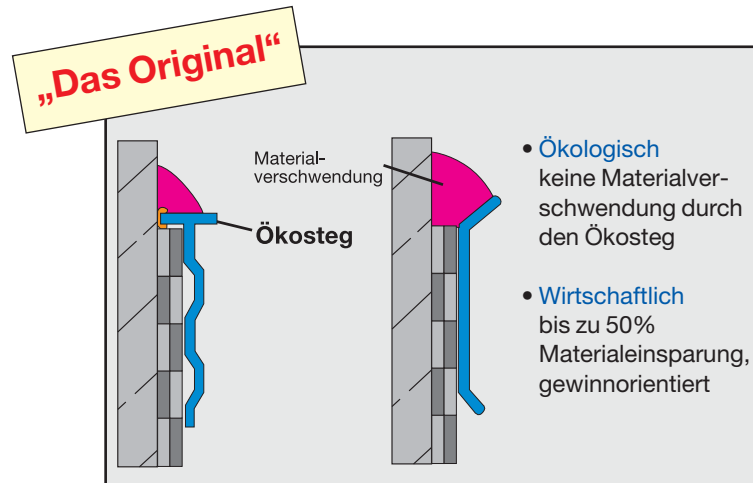 „Das Original“
Material-
verschwendung
Ökosteg
• Ökologisch
keine Materialver-
schwendung durch
den Ökosteg
• Wirtschaftlich
bis zu 50%
Materialeinsparung,
gewinnorientiert